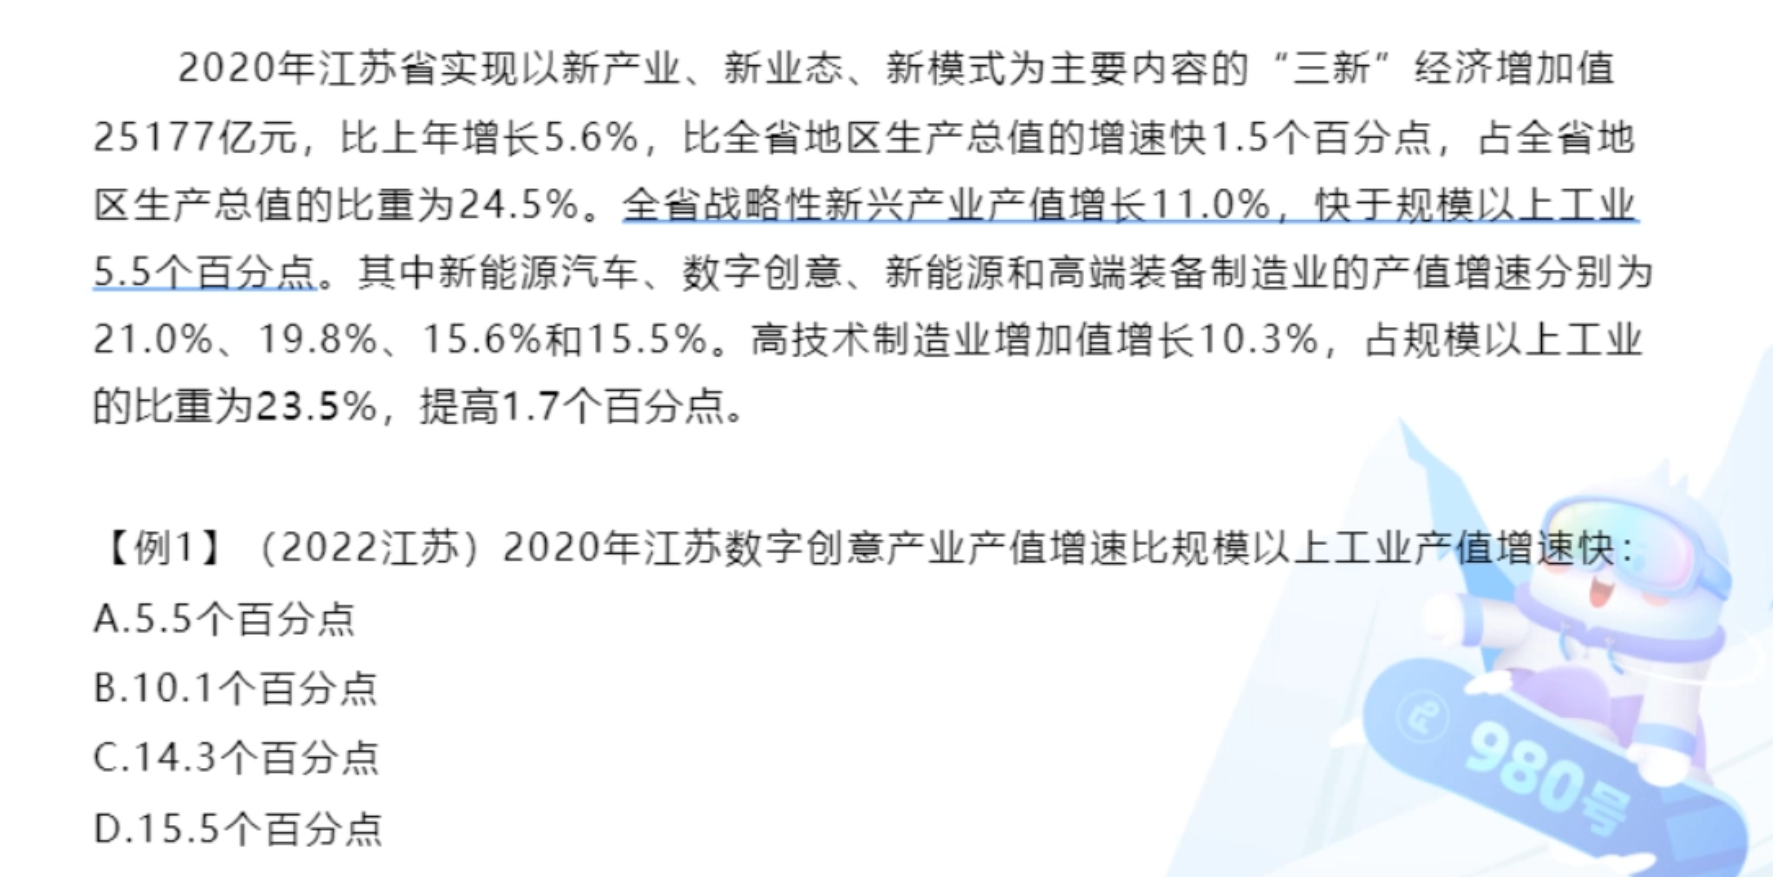 2020年江苏省实现以新产业、新业态、新模式为主要内容的“三新”经济增加值
25177亿元，比上年增长5.6%，比全省地区生产总值的增速快1.5个百分点，占全省地
区生产总值的比重为24.5%。全省战略性新兴产业产值增长11.0%，快于规模以上工业
5.5个百分点。其中新能源汽车、数字创意、新能源和高端装备制造业的产值增速分别为
21.0%、19.8%、15.6%和15.5%。高技术制造业增加值增长10.3%，占规模以上工业
的比重为23.5%，提高1.7个百分点。
【例1】（2022江苏）2020年江苏数字创意产业产值增速比规模以上工业产值增速快：
A.5.5个百分点
B.10.1个百分点
C.14.3个百分点
D.15.5个百分点
980号